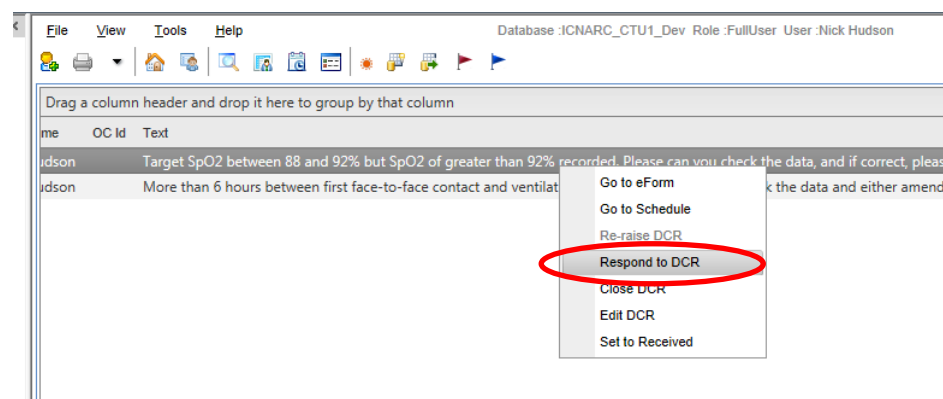 File View Tools Help Database :ICNARC_CTU1_Dev Role :FullUser User :Nick Hudson
Drag a column header and drop it here to group by that column
me OC Id Text
udson Target SpO2 between 88 and 92% but SpO2 of greater than 92% recorded. Please can you check the data, and if correct, pleas
udson More than 6 hours between first face-to-face contact and ventilat k the data and either amend
Go to eForm
Go to Schedule
Re-raise DCR
Respond to DCR
Close DCR
Edit DCR
Set to Received